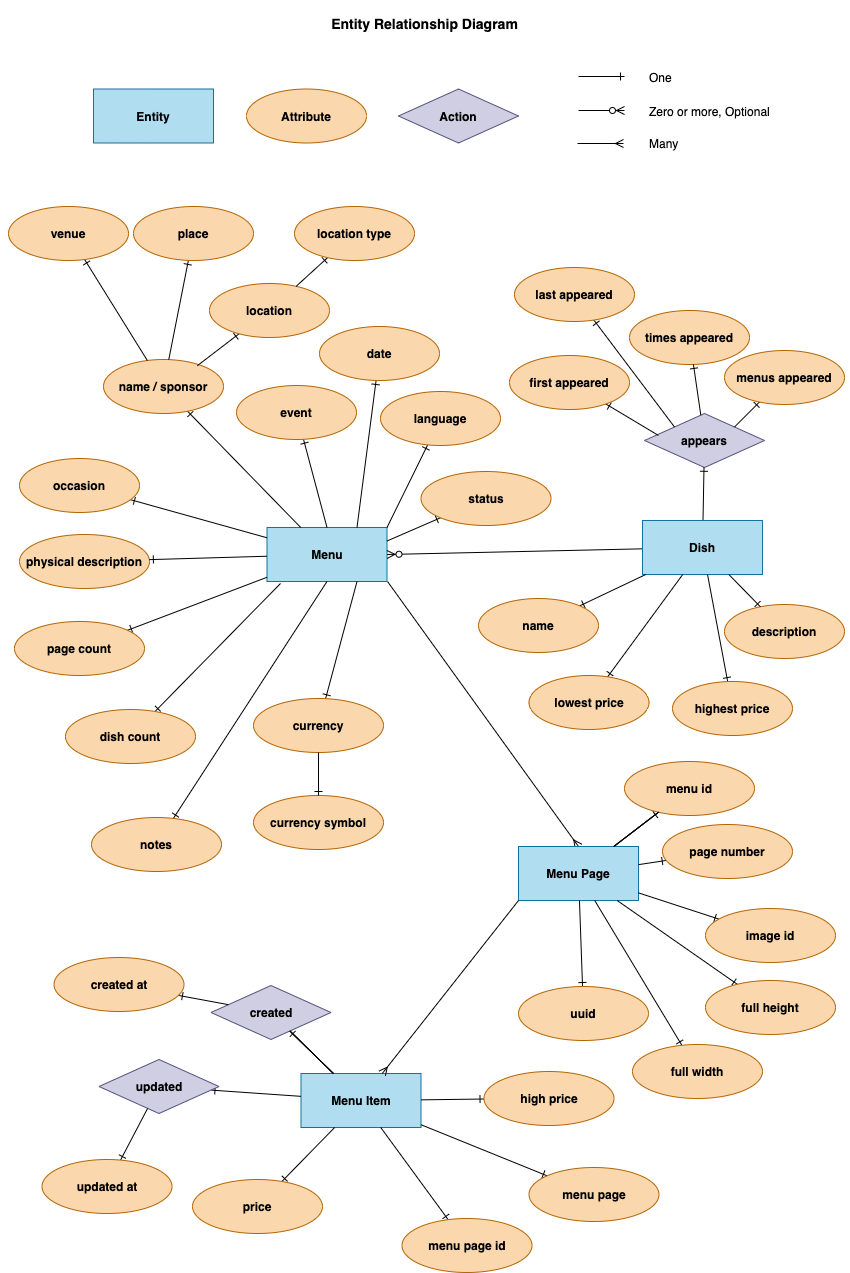 Entity Relationship Diagram
One
Entity
Attribute
Action
Zero or more, Optional
Many
venue
place
location type
location
last appeared
times appeared
date
menus appeared
first appeared
name / sponsor
event
language
appears
occasion
status
Menu
Dish
physical description
name
description
page count
lowest price
highest price
dish count
currency
menu id
currency symbol
notes
page number
Menu Page
image id
created at
full height
created
uuid
full width
updated
high price
Menu Item
updated at
menu page
price
menu page id